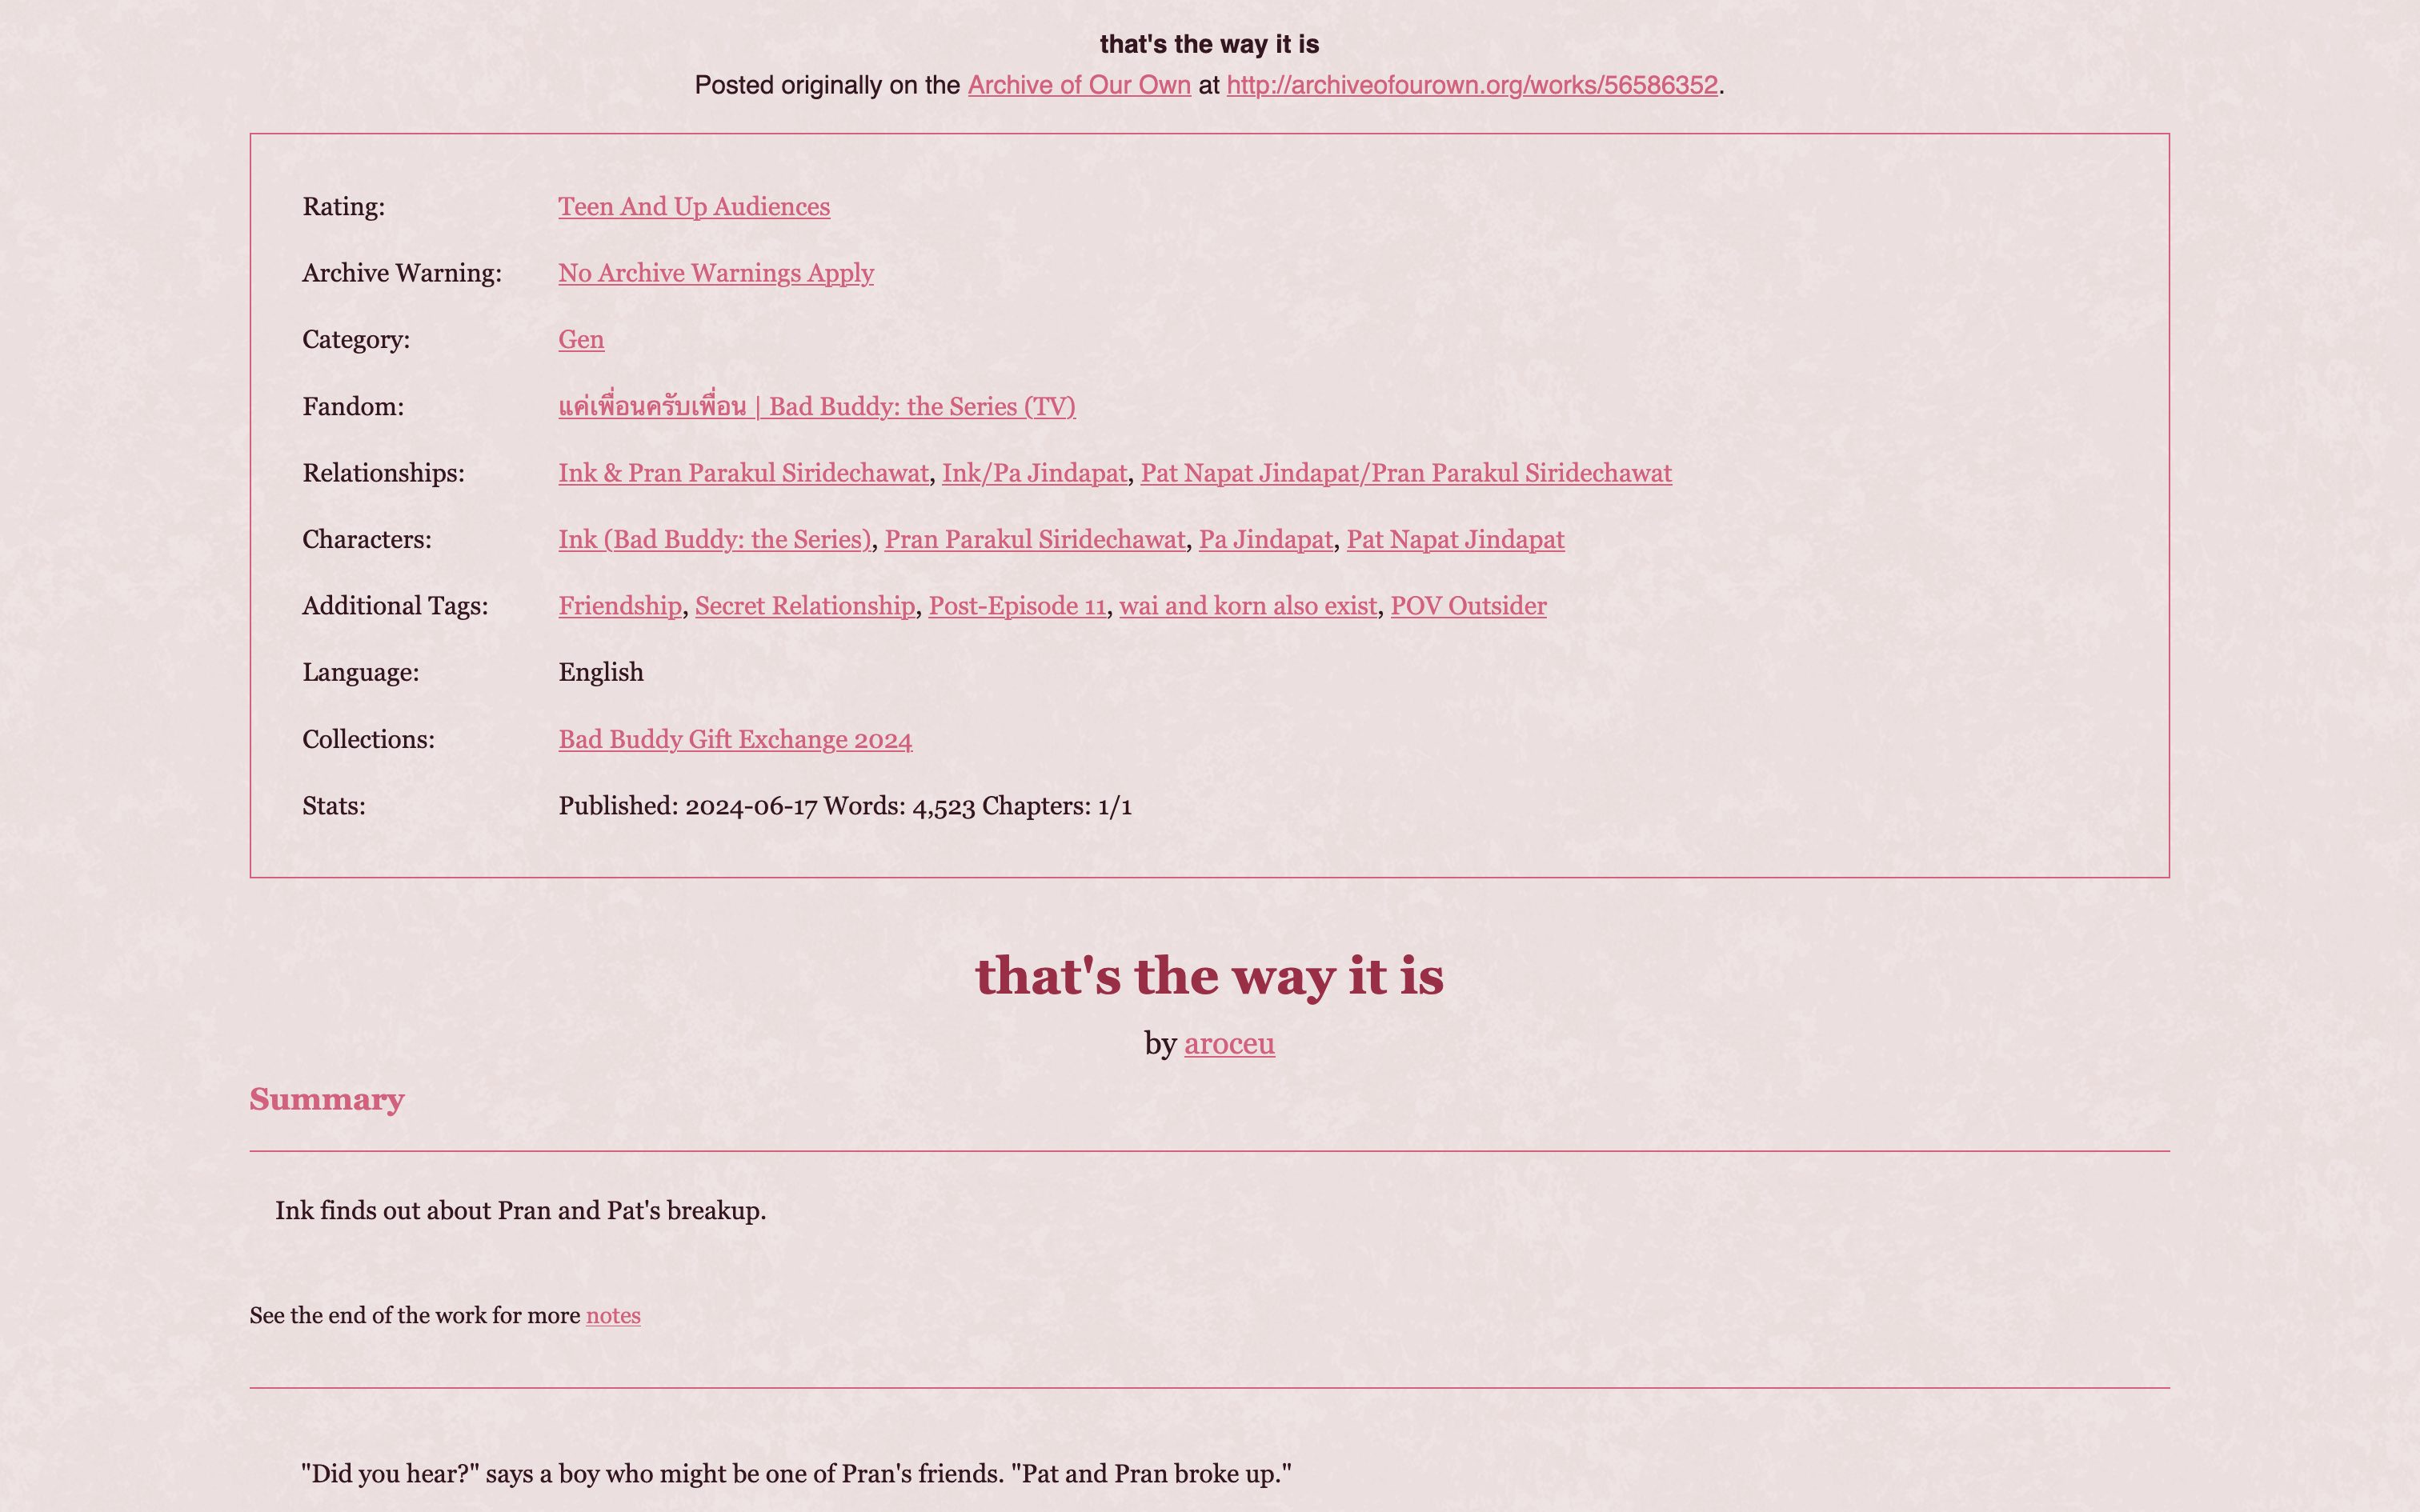 that's the way it is
Posted originally on the Archive of Our Own at http://archiveofourown.org/works/56586352.
Rating: Teen And Up Audiences
Archive Warning: No Archive Warnings Apply
Category: Gen
Fandom: แค่เพื่อนครับเพื่อน | Bad Buddy: the Series (TV)
Relationships: Ink & Pran Parakul Siridechawat, Ink/Pa Jindapat, Pat Napat Jindapat/Pran Parakul Siridechawat
Characters: Ink (Bad Buddy: the Series), Pran Parakul Siridechawat, Pa Jindapat, Pat Napat Jindapat
Additional Tags: Friendship, Secret Relationship, Post-Episode 11, wai and korn also exist, POV Outsider
Language: English
Collections: Bad Buddy Gift Exchange 2024
Stats: Published: 2024-06-17 Words: 4,523 Chapters: 1/1
that's the way it is
by aroceu
Summary
Ink finds out about Pran and Pat's breakup.
See the end of the work for more notes
"Did you hear?" says a boy who might be one of Pran's friends. "Pat and Pran broke up."